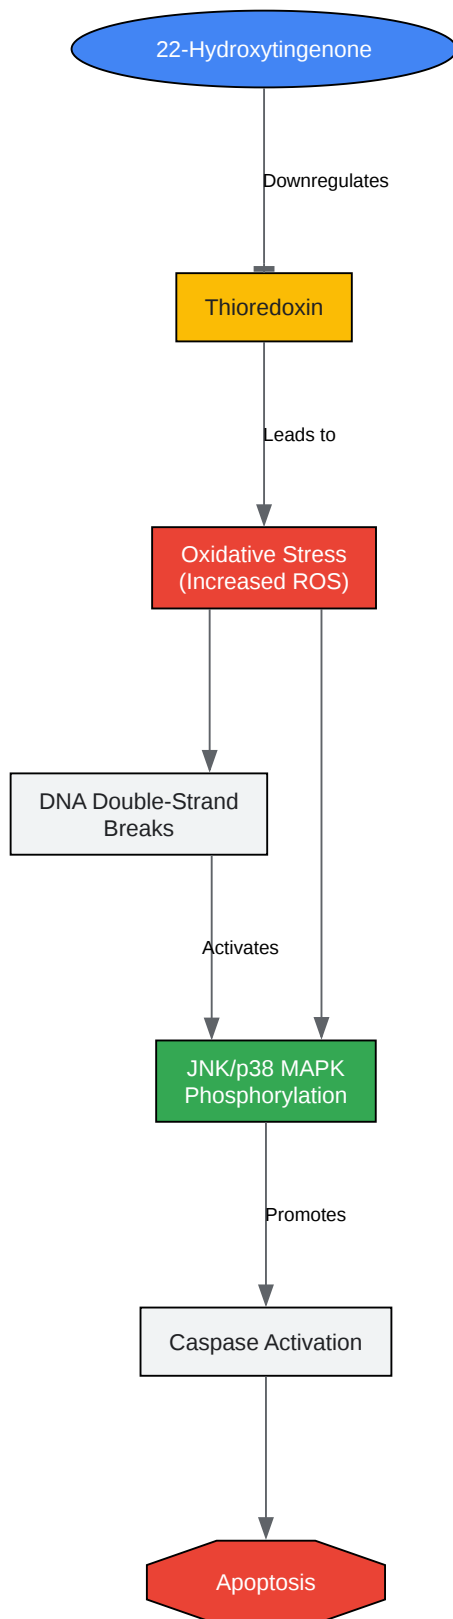 22-Hydroxytingenone
Downregulates
Thioredoxin
Leads to
Oxidative Stress
(Increased ROS)
DNA Double-Strand
Breaks
Activates
JNK/p38 MAPK
Phosphorylation
Promotes
Caspase Activation
Apoptosis